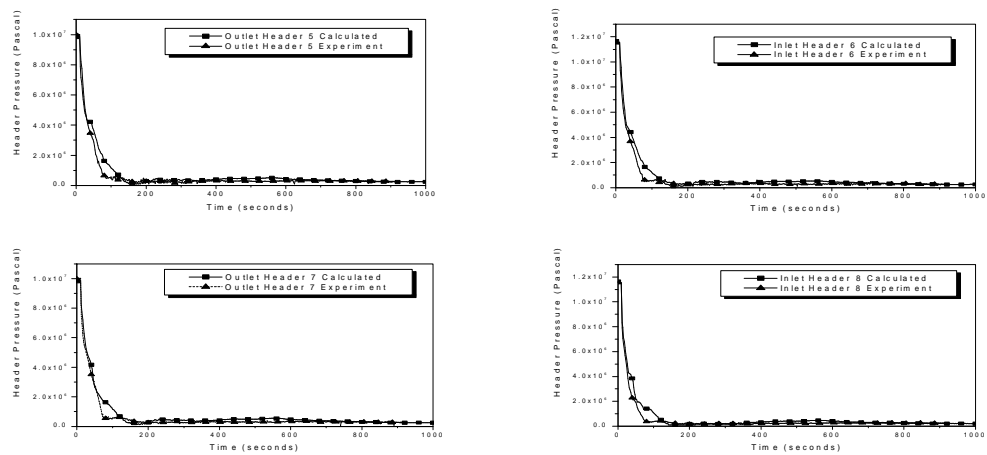 Header Pressure (Pascal)
1.0x10⁷
8.0x10⁶
6.0x10⁶
4.0x10⁶
2.0x10⁶
0.0
0 200 400 600 800 1000
Time (seconds)
Outlet Header 5 Calculated
Outlet Header 5 Experiment
Header Pressure (Pascal)
1.2x10⁷
1.0x10⁷
8.0x10⁶
6.0x10⁶
4.0x10⁶
2.0x10⁶
0.0
0 200 400 600 800 1000
Time (seconds)
Inlet Header 6 Calculated
Inlet Header 6 Experiment
Header Pressure (Pascal)
1.0x10⁷
8.0x10⁶
6.0x10⁶
4.0x10⁶
2.0x10⁶
0.0
0 200 400 600 800 1000
Time (seconds)
Outlet Header 7 Calculated
Outlet Header 7 Experiment
Header Pressure (Pascal)
1.2x10⁷
1.0x10⁷
8.0x10⁶
6.0x10⁶
4.0x10⁶
2.0x10⁶
0.0
0 200 400 600 800 1000
Time (seconds)
Inlet Header 8 Calculated
Inlet Header 8 Experiment